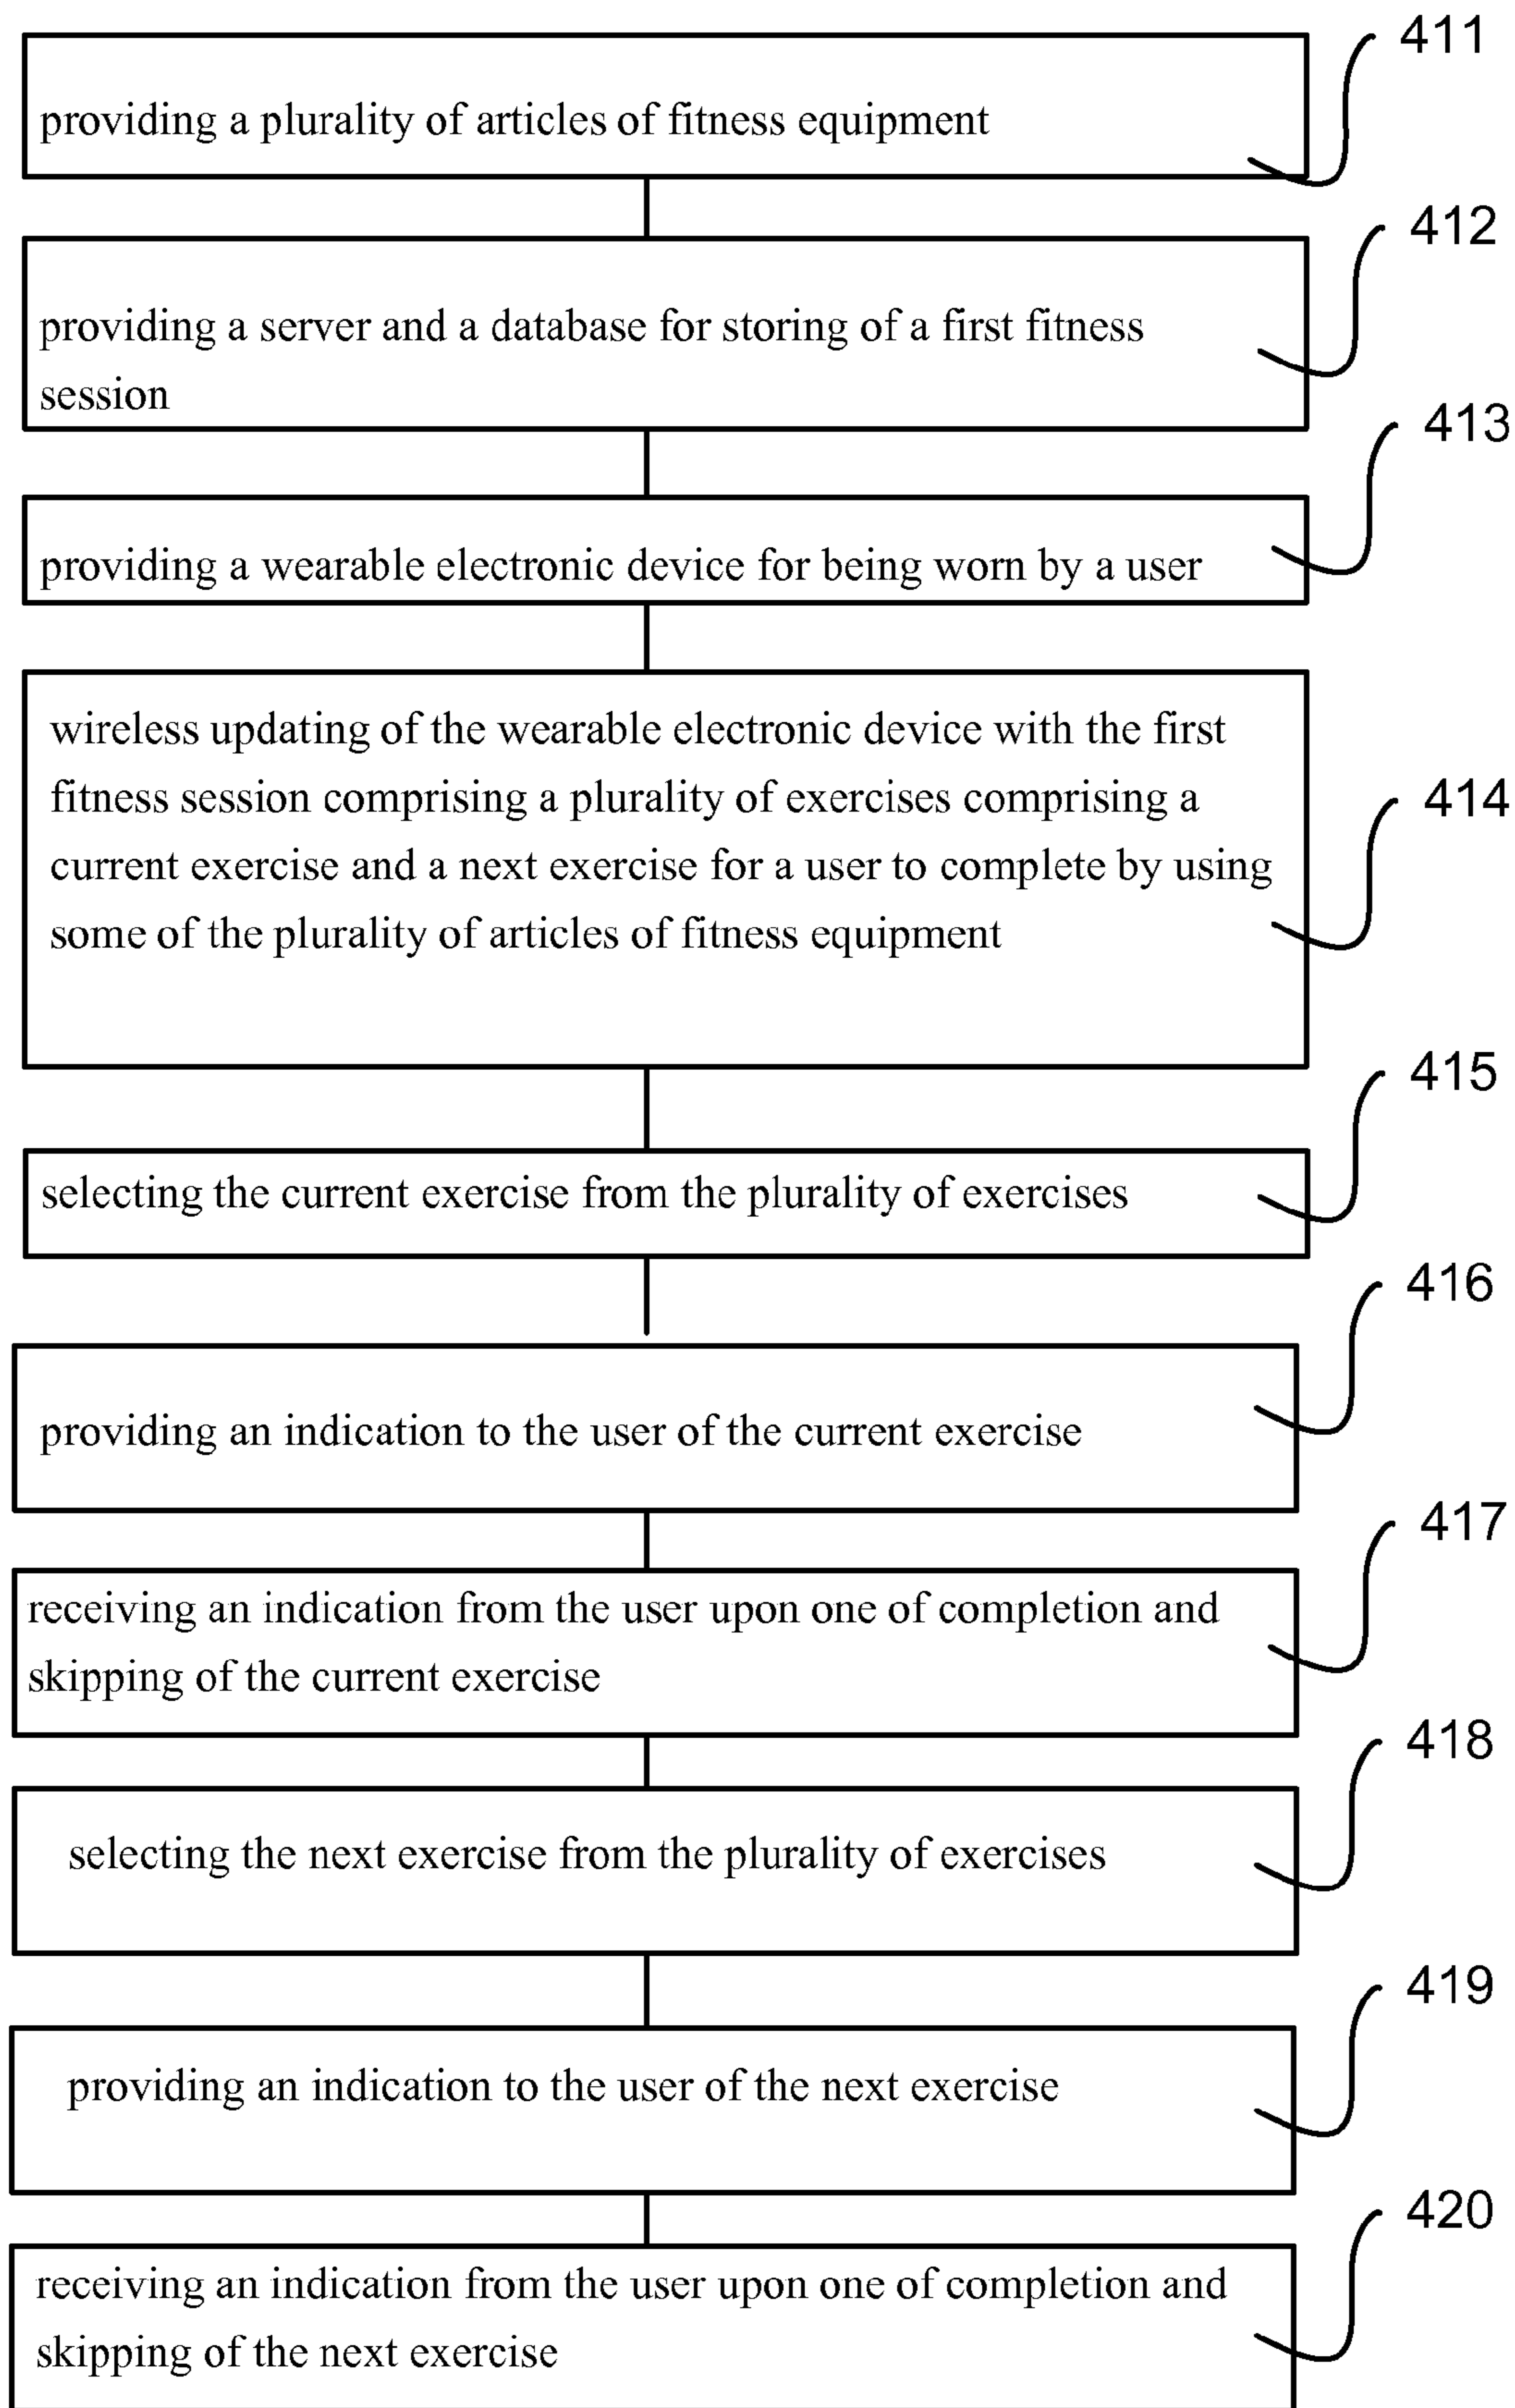 411
providing a plurality of articles of fitness equipment
412
providing a server and a database for storing of a first fitness
session
413
providing a wearable electronic device for being worn by a user
wireless updating of the wearable electronic device with the first
fitness session comprising a plurality of exercises comprising a
414
current exercise and a next exercise for a user to complete by using
some of the plurality of articles of fitness equipment
415
selecting the current exercise from the plurality of exercises
416
providing an indication to the user of the current exercise
417
receiving an indication from the user upon one of completion and
skipping of the current exercise
418
selecting the next exercise from the plurality of exercises
419
providing an indication to the user of the next exercise
420
receiving an indication from the user upon one of completion and
skipping of the next exercise